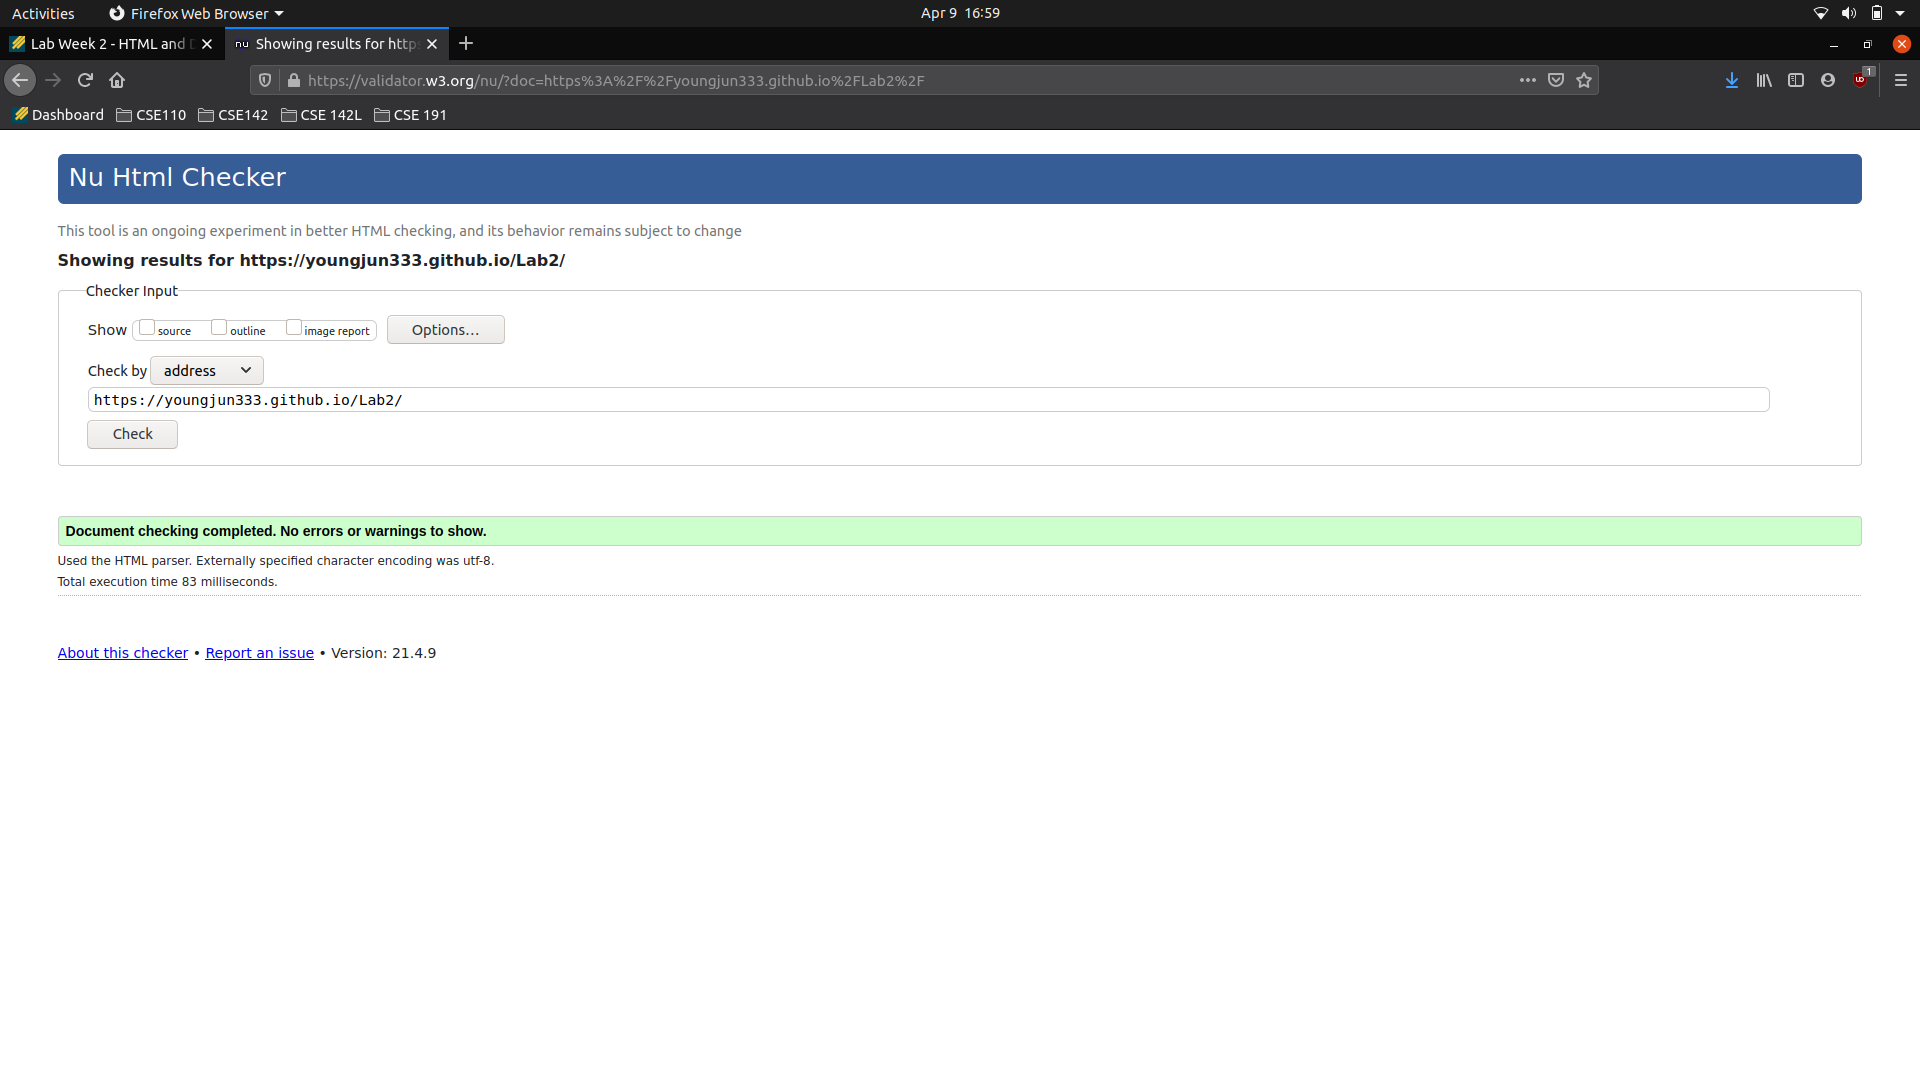 Activities Firefox Web Browser Apr 9 16:59
Lab Week 2 - HTML and Showing results for http
https://validator.w3.org/nu/?doc=https%3A%2F%2Fyoungjun333.github.io%2FLab2%2F 1
Dashboard CSE110 CSE142 CSE 142L CSE 191
Nu Html Checker
This tool is an ongoing experiment in better HTML checking, and its behavior remains subject to change
Showing results for https://youngjun333.github.io/Lab2/
Checker Input
Show source outline image report Options...
Check by address
https://youngjun333.github.io/Lab2/
Check
Document checking completed. No errors or warnings to show.
Used the HTML parser. Externally specified character encoding was utf-8.
Total execution time 83 milliseconds.
About this checker • Report an issue • Version: 21.4.9